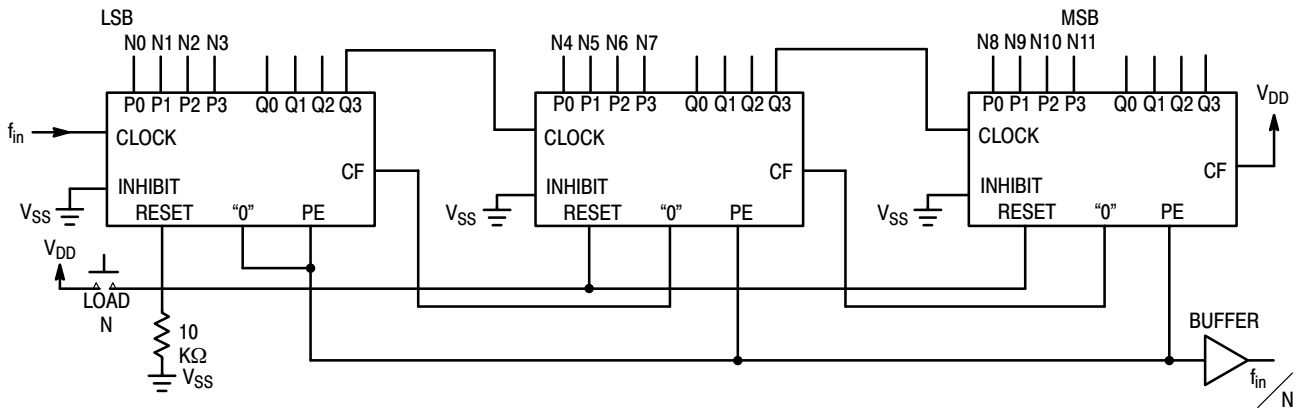 LSB
MSB
N0 N1 N2 N3
N4 N5 N6 N7
N8 N9 N10 N11
P0 P1 P2 P3 Q0 Q1 Q2 Q3
P0 P1 P2 P3 Q0 Q1 Q2 Q3
P0 P1 P2 P3 Q0 Q1 Q2 Q3
VDD
fin
CLOCK
CLOCK
CLOCK
CF
CF
CF
INHIBIT
INHIBIT
INHIBIT
VSS
VSS
VSS
RESET "0" PE
RESET "0" PE
RESET "0" PE
VDD
LOAD
N
10
KΩ
VSS
BUFFER
fin/N